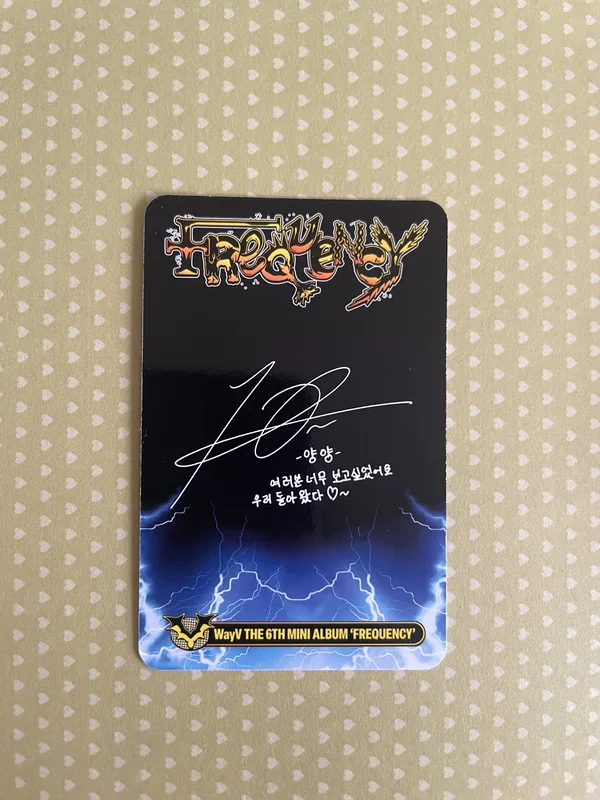 FREQUENCY
-양양-
여러분 너무 보고싶었어요
우리 돌아왔다 ♡~
WayV THE 6TH MINI ALBUM 'FREQUENCY'